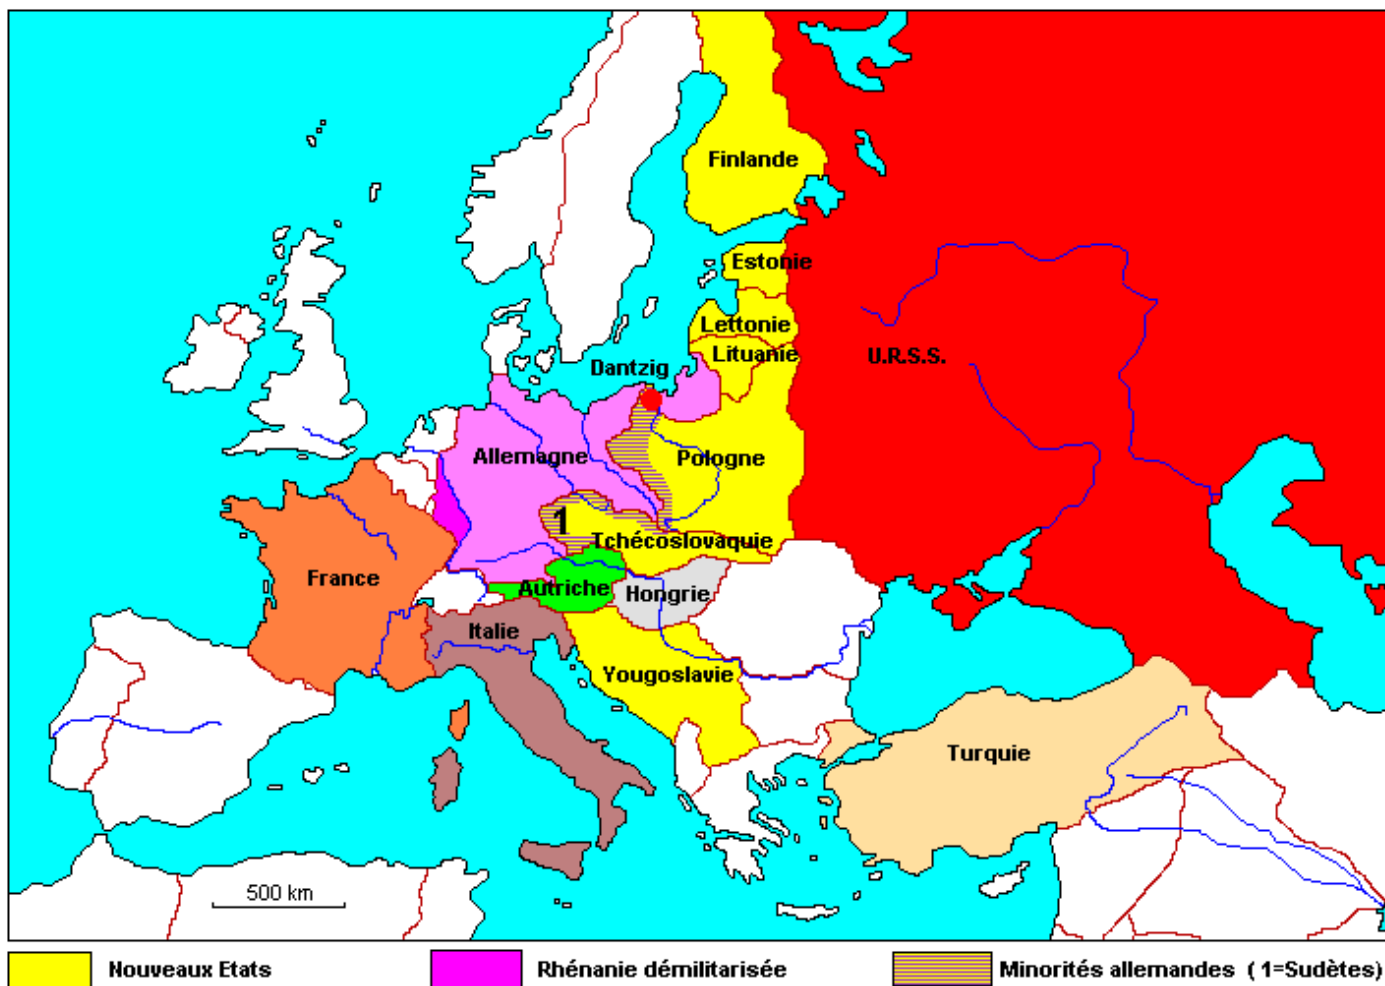 Finlande
Estonie
Lettonie
Lituanie
U.R.S.S.
Dantzig
Allemagne
Pologne
1
Tchécoslovaquie
France
Autriche
Hongrie
Italie
Yougoslavie
Turquie
500 km
Nouveaux Etats
Rhénanie démilitarisée
Minorités allemandes ( 1=Sudètes)